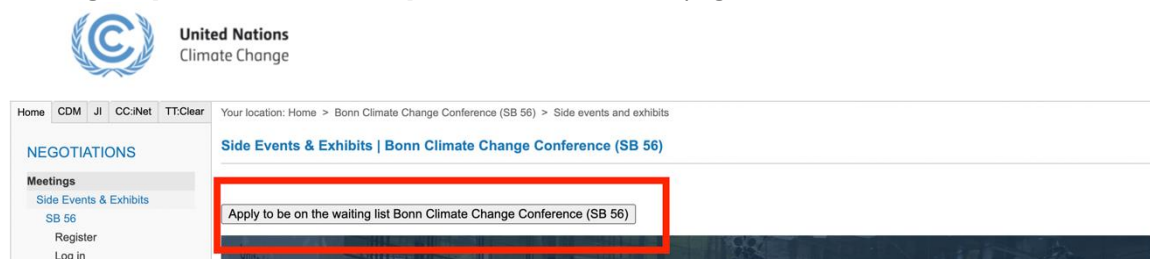 United Nations
Climate Change
Home CDM JI CC:iNet TT:Clear
Your location: Home > Bonn Climate Change Conference (SB 56) > Side events and exhibits
NEGOTIATIONS
Side Events & Exhibits | Bonn Climate Change Conference (SB 56)
Meetings
Side Events & Exhibits
SB 56
Register
Log in
Apply to be on the waiting list Bonn Climate Change Conference (SB 56)